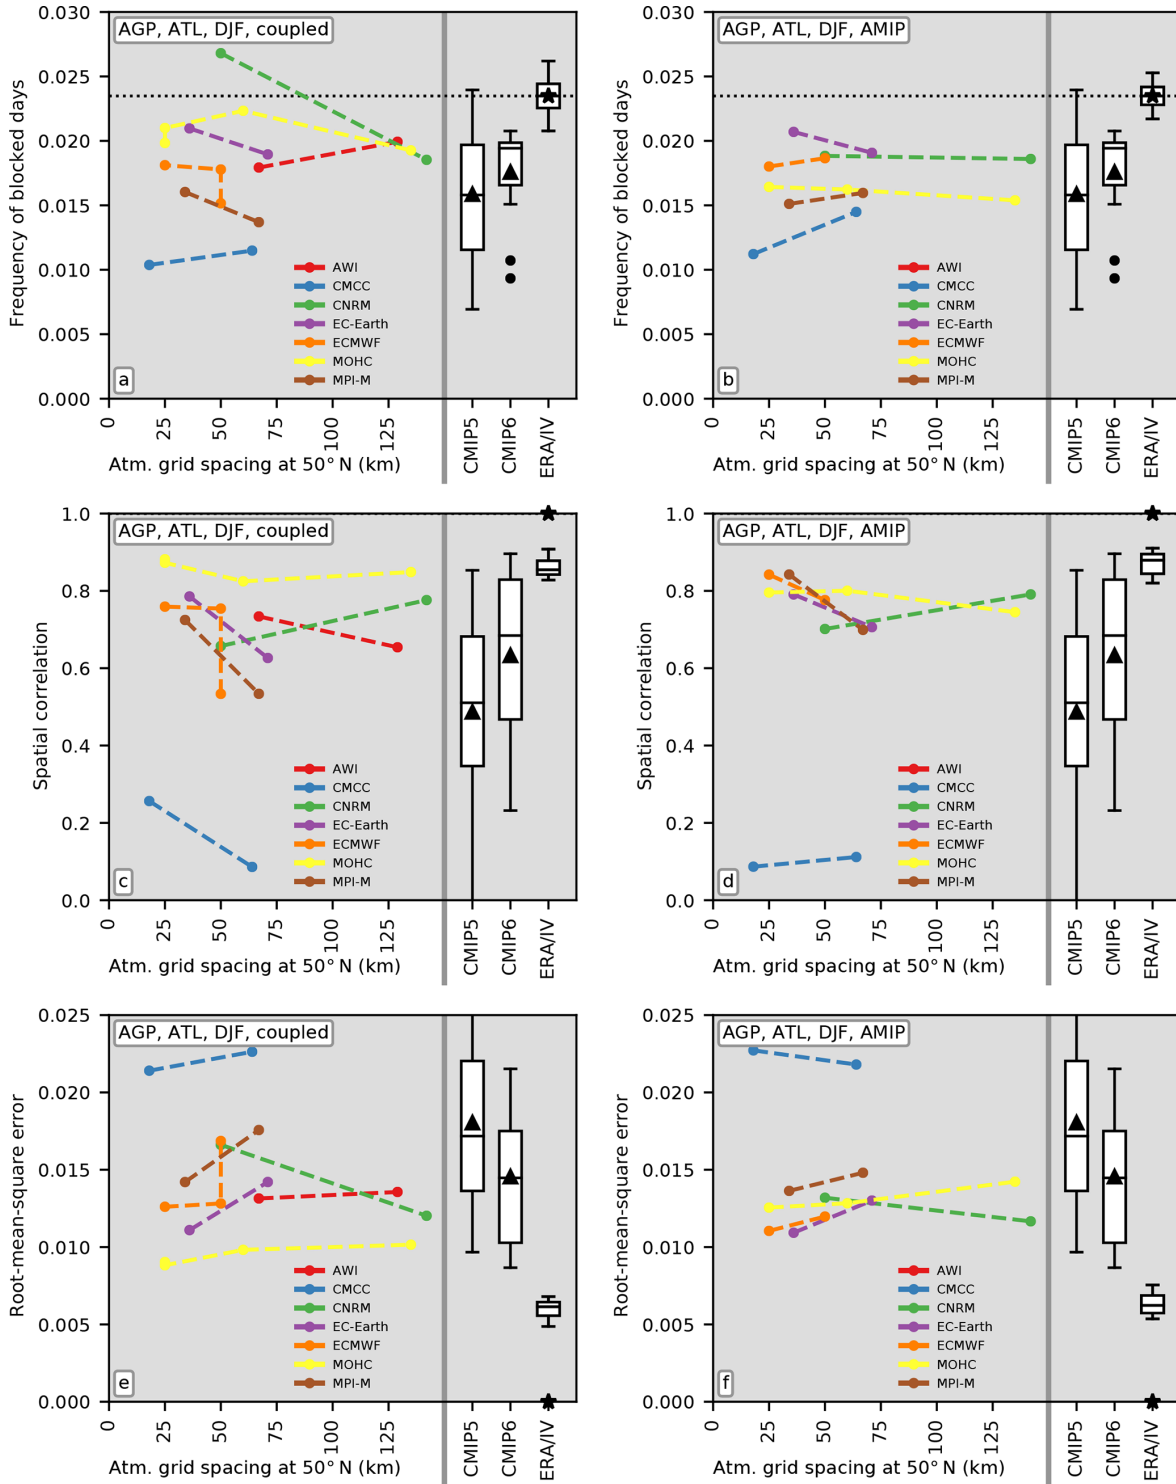 AGP, ATL, DJF, coupled
Frequency of blocked days
0.030
0.025
0.020
0.015
0.010
0.005
0.000
AWI
CMCC
CNRM
EC-Earth
ECMWF
MOHC
MPI-M
a
0
25
50
75
100
125
CMIP5
CMIP6
ERA/IV
Atm. grid spacing at 50° N (km)
AGP, ATL, DJF, AMIP
Frequency of blocked days
0.030
0.025
0.020
0.015
0.010
0.005
0.000
AWI
CMCC
CNRM
EC-Earth
ECMWF
MOHC
MPI-M
b
0
25
50
75
100
125
CMIP5
CMIP6
ERA/IV
Atm. grid spacing at 50° N (km)
AGP, ATL, DJF, coupled
Spatial correlation
1.0
0.8
0.6
0.4
0.2
0.0
AWI
CMCC
CNRM
EC-Earth
ECMWF
MOHC
MPI-M
c
0
25
50
75
100
125
CMIP5
CMIP6
ERA/IV
Atm. grid spacing at 50° N (km)
AGP, ATL, DJF, AMIP
Spatial correlation
1.0
0.8
0.6
0.4
0.2
0.0
AWI
CMCC
CNRM
EC-Earth
ECMWF
MOHC
MPI-M
d
0
25
50
75
100
125
CMIP5
CMIP6
ERA/IV
Atm. grid spacing at 50° N (km)
AGP, ATL, DJF, coupled
Root-mean-square error
0.025
0.020
0.015
0.010
0.005
0.000
AWI
CMCC
CNRM
EC-Earth
ECMWF
MOHC
MPI-M
e
0
25
50
75
100
125
CMIP5
CMIP6
ERA/IV
Atm. grid spacing at 50° N (km)
AGP, ATL, DJF, AMIP
Root-mean-square error
0.025
0.020
0.015
0.010
0.005
0.000
AWI
CMCC
CNRM
EC-Earth
ECMWF
MOHC
MPI-M
f
0
25
50
75
100
125
CMIP5
CMIP6
ERA/IV
Atm. grid spacing at 50° N (km)